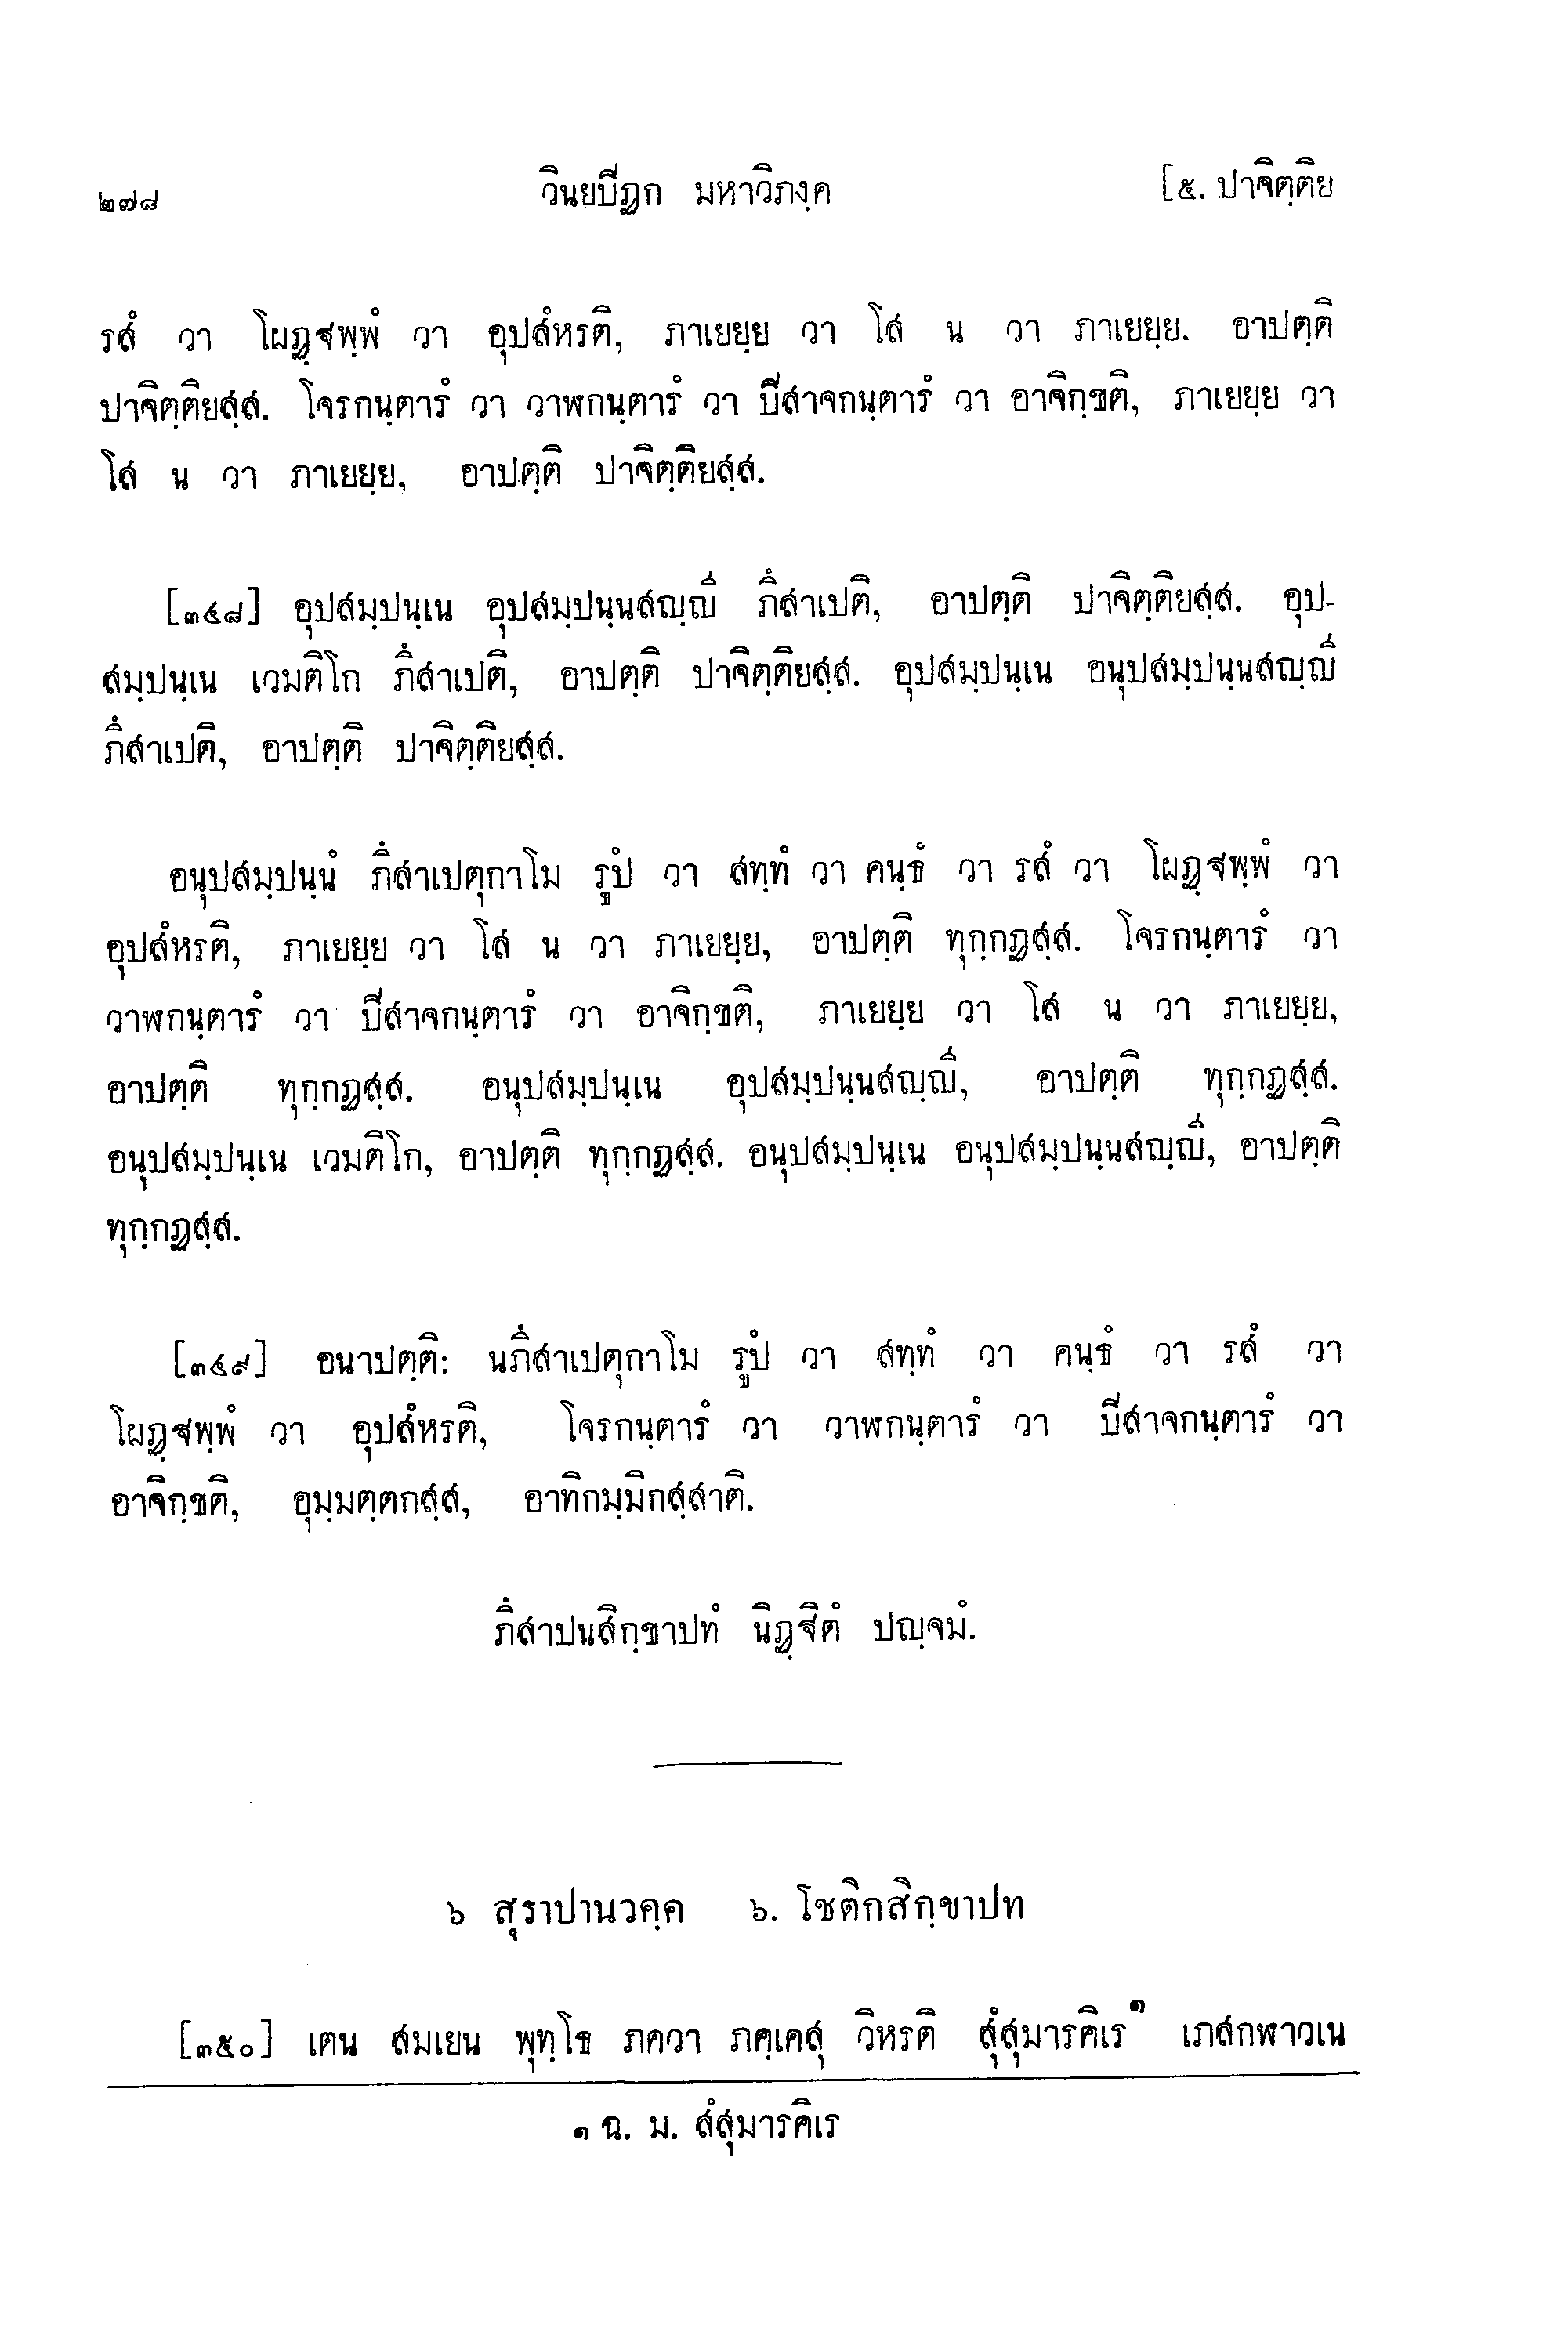 ๒๗๘ วินยปีฏก มหาวิภงฺค [๕. ปาจิตฺติย
รสํ วา โผฏฺฐพฺพํ วา อุปสํหรติ, ภาเยยฺย วา โส น วา ภาเยยฺย. อาปตฺติ
ปาจิตฺติยสฺส. โจรกนฺตารํ วา วาฬกนฺตารํ วา ปีสาจกนฺตารํ วา อาจิกฺขติ, ภาเยยฺย วา
โส น วา ภาเยยฺย, อาปตฺติ ปาจิตฺติยสฺส.
[๓๔๘] อุปสมฺปนฺเน อุปสมฺปนฺนสญฺญี ภึสาเปติ, อาปตฺติ ปาจิตฺติยสฺส. อุป-
สมฺปนฺเน เวมติโก ภึสาเปติ, อาปตฺติ ปาจิตฺติยสฺส. อุปสมฺปนฺเน อนุปสมฺปนฺนสญฺญี
ภึสาเปติ, อาปตฺติ ปาจิตฺติยสฺส.
อนุปสมฺปนฺนํ ภึสาเปตุกาโม รูปํ วา สทฺทํ วา คนฺธํ วา รสํ วา โผฏฺฐพฺพํ วา
อุปสํหรติ, ภาเยยฺย วา โส น วา ภาเยยฺย, อาปตฺติ ทุกฺกฏสฺส. โจรกนฺตารํ วา
วาฬกนฺตารํ วา ปีสาจกนฺตารํ วา อาจิกฺขติ, ภาเยยฺย วา โส น วา ภาเยยฺย,
อาปตฺติ ทุกฺกฏสฺส. อนุปสมฺปนฺเน อุปสมฺปนฺนสญฺญี, อาปตฺติ ทุกฺกฏสฺส.
อนุปสมฺปนฺเน เวมติโก, อาปตฺติ ทุกฺกฏสฺส. อนุปสมฺปนฺเน อนุปสมฺปนฺนสญฺญี, อาปตฺติ
ทุกฺกฏสฺส.
[๓๔๙] อนาปตฺติ: นภึสาเปตุกาโม รูปํ วา สทฺทํ วา คนฺธํ วา รสํ วา
โผฏฺฐพฺพํ วา อุปสํหรติ, โจรกนฺตารํ วา วาฬกนฺตารํ วา ปีสาจกนฺตารํ วา
อาจิกฺขติ, อุมฺมตฺตกสฺส, อาทิกมฺมิกสฺสาติ.
ภึสาปนสิกฺขาปทํ นิฏฺฐิตํ ปญฺจมํ.
๖ สุราปานวคฺค ๖. โชติกสิกฺขาปท
[๓๕๐] เตน สมเยน พุทฺโธ ภควา ภคฺเคสุ วิหรติ สุํสุมารคิเร๑ เภสกฬาวเน
๑ ฉ. ม. สํสุมารคิเร